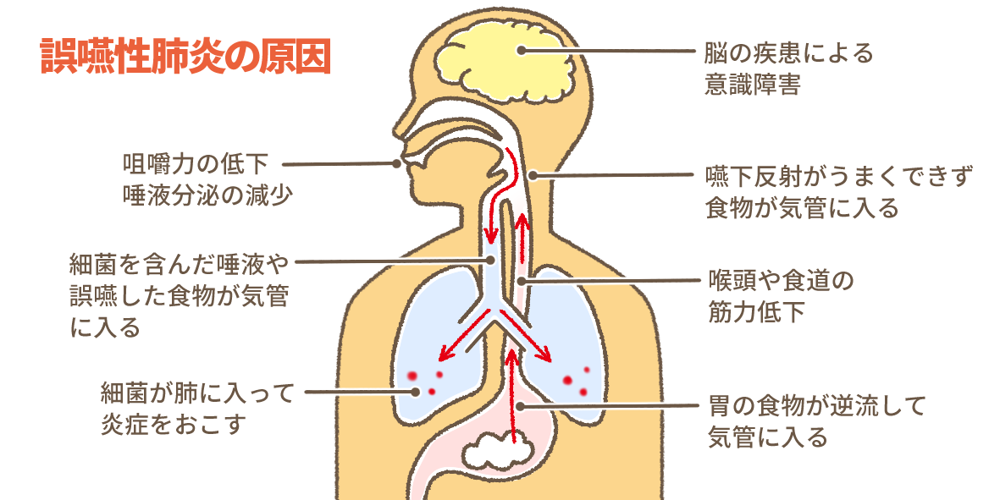 誤嚥性肺炎の原因
脳の疾患による
意識障害
咀嚼力の低下
唾液分泌の減少
嚥下反射がうまくできず
食物が気管に入る
細菌を含んだ唾液や
誤嚥した食物が気管
に入る
喉頭や食道の
筋力低下
細菌が肺に入って
炎症をおこす
胃の食物が逆流して
気管に入る